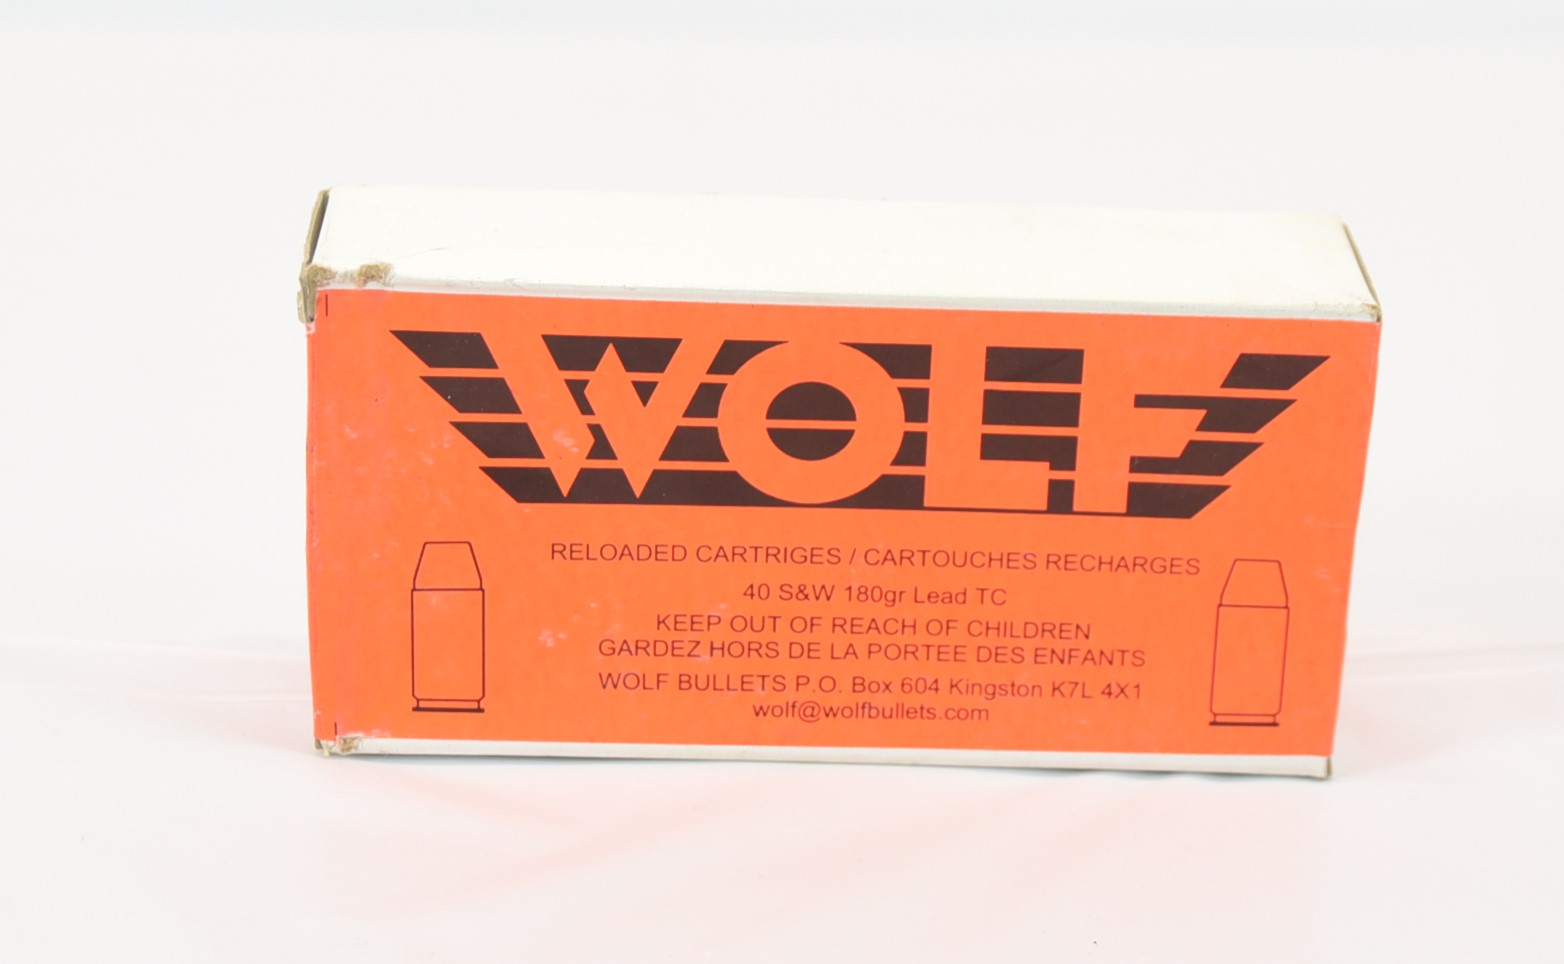 WOLF
RELOADED CARTRIGES / CARTOUCHES RECHARGES
40 S&W 180gr Lead TC
KEEP OUT OF REACH OF CHILDREN
GARDEZ HORS DE LA PORTEE DES ENFANTS
WOLF BULLETS P.O. Box 604 Kingston K7L 4X1
wolf@wolfbullets.com